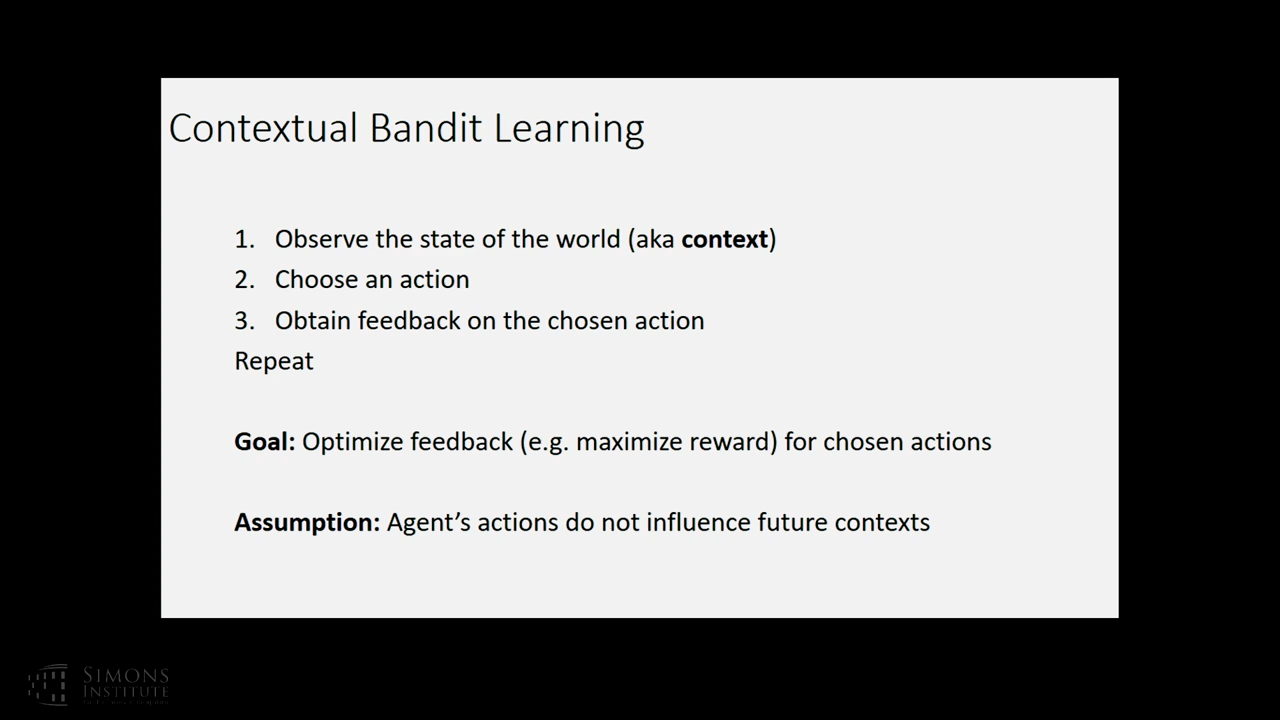 Contextual Bandit Learning
1. Observe the state of the world (aka context)
2. Choose an action
3. Obtain feedback on the chosen action
Repeat
Goal: Optimize feedback (e.g. maximize reward) for chosen actions
Assumption: Agent's actions do not influence future contexts
SIMONS
INSTITUTE